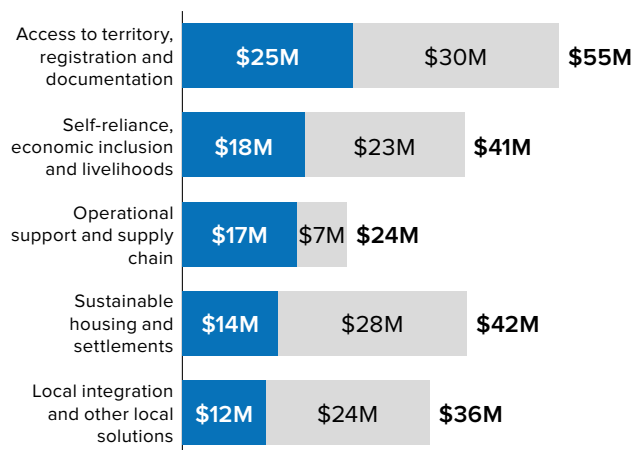 Access to territory,
registration and
documentation
$25M $30M $55M
Self-reliance,
economic inclusion
and livelihoods
$18M $23M $41M
Operational
support and supply
chain
$17M $7M $24M
Sustainable
housing and
settlements
$14M $28M $42M
Local integration
and other local
solutions
$12M $24M $36M